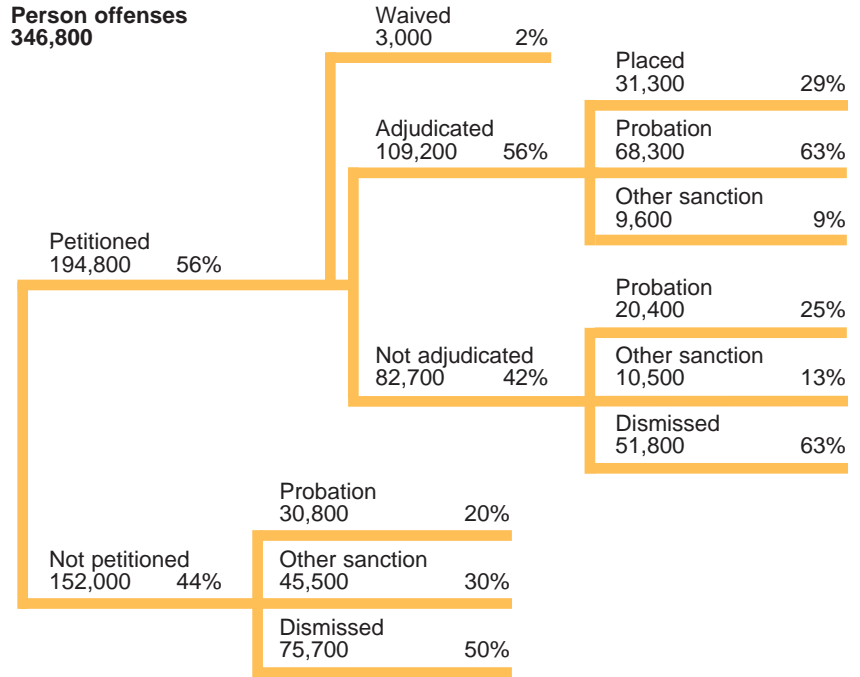 Person offenses
346,800
Waived
3,000 2%
Placed
31,300 29%
Adjudicated
109,200 56%
Probation
68,300 63%
Other sanction
9,600 9%
Petitioned
194,800 56%
Probation
20,400 25%
Not adjudicated
82,700 42%
Other sanction
10,500 13%
Dismissed
51,800 63%
Probation
30,800 20%
Not petitioned
152,000 44%
Other sanction
45,500 30%
Dismissed
75,700 50%